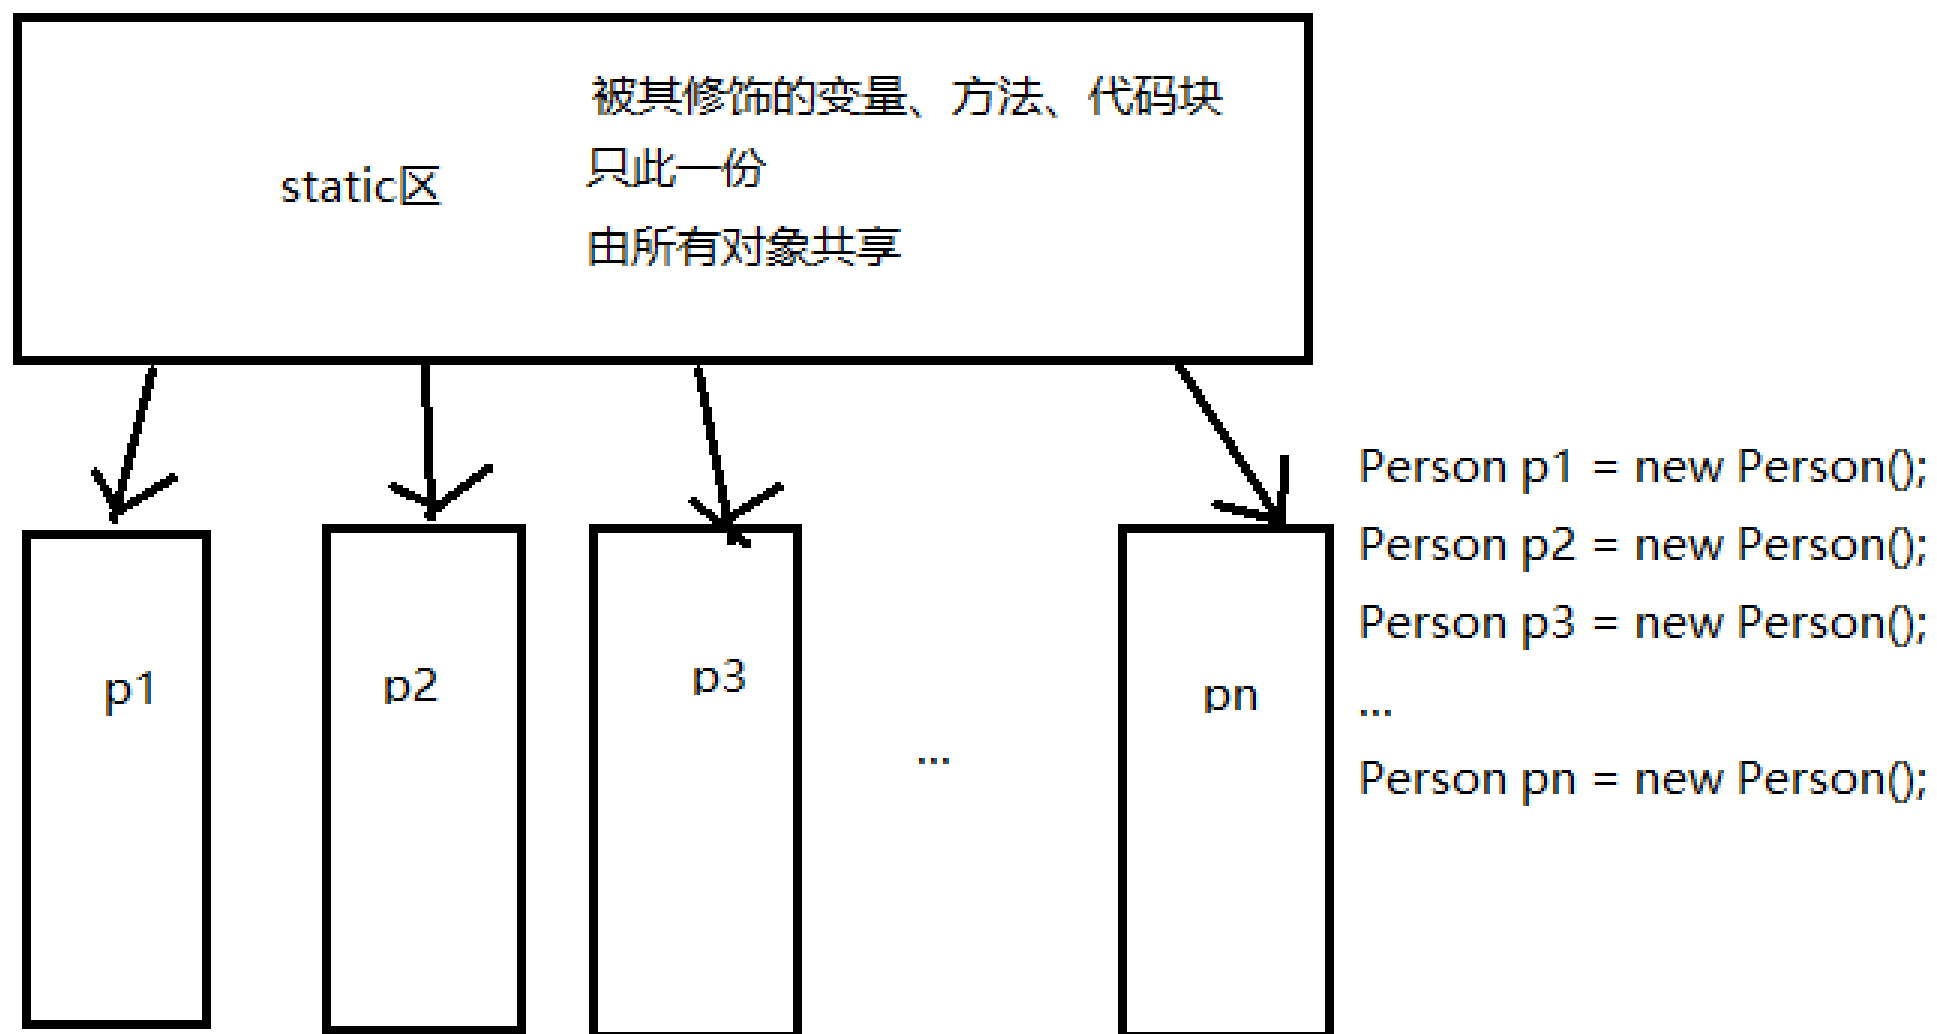 被其修饰的变量、方法、代码块
static区
只此一份
由所有对象共享
Person p1 = new Person();
Person p2 = new Person();
Person p3 = new Person();
...
Person pn = new Person();
p1
p2
p3
...
pn